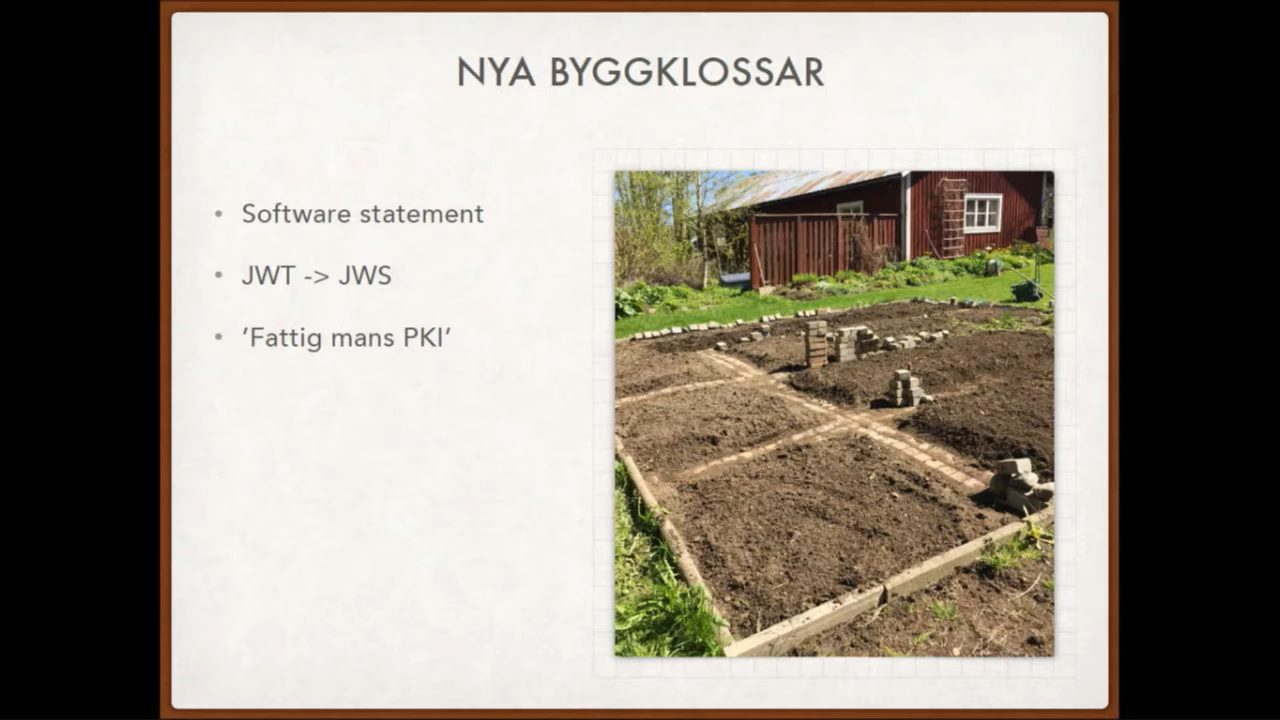 NYA BYGGKLOSSAR
• Software statement
• JWT -> JWS
• ’Fattig mans PKI’